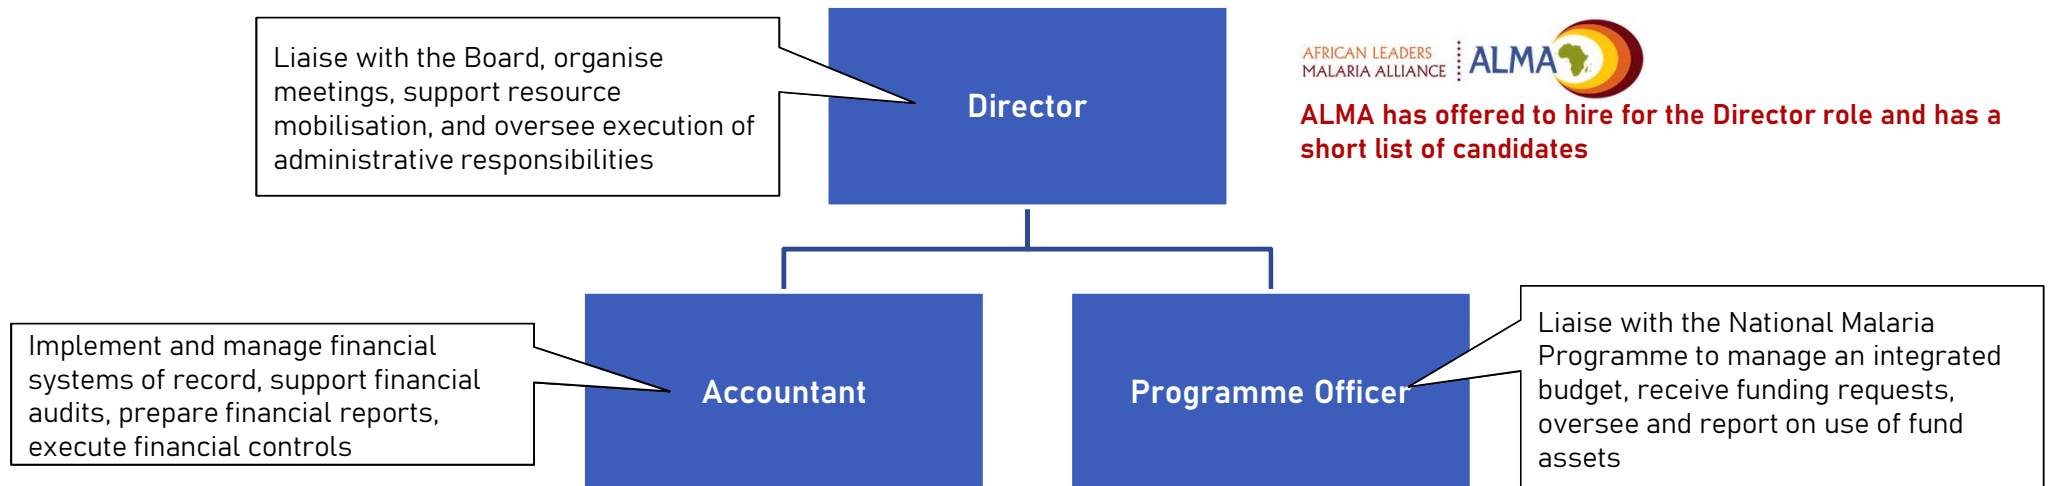 Liaise with the Board, organise
meetings, support resource
mobilisation, and oversee execution of
administrative responsibilities
Director
AFRICAN LEADERS
MALARIA ALLIANCE
ALMA
ALMA has offered to hire for the Director role and has a
short list of candidates
Implement and manage financial
systems of record, support financial
audits, prepare financial reports,
execute financial controls
Accountant
Programme Officer
Liaise with the National Malaria
Programme to manage an integrated
budget, receive funding requests,
oversee and report on use of fund
assets